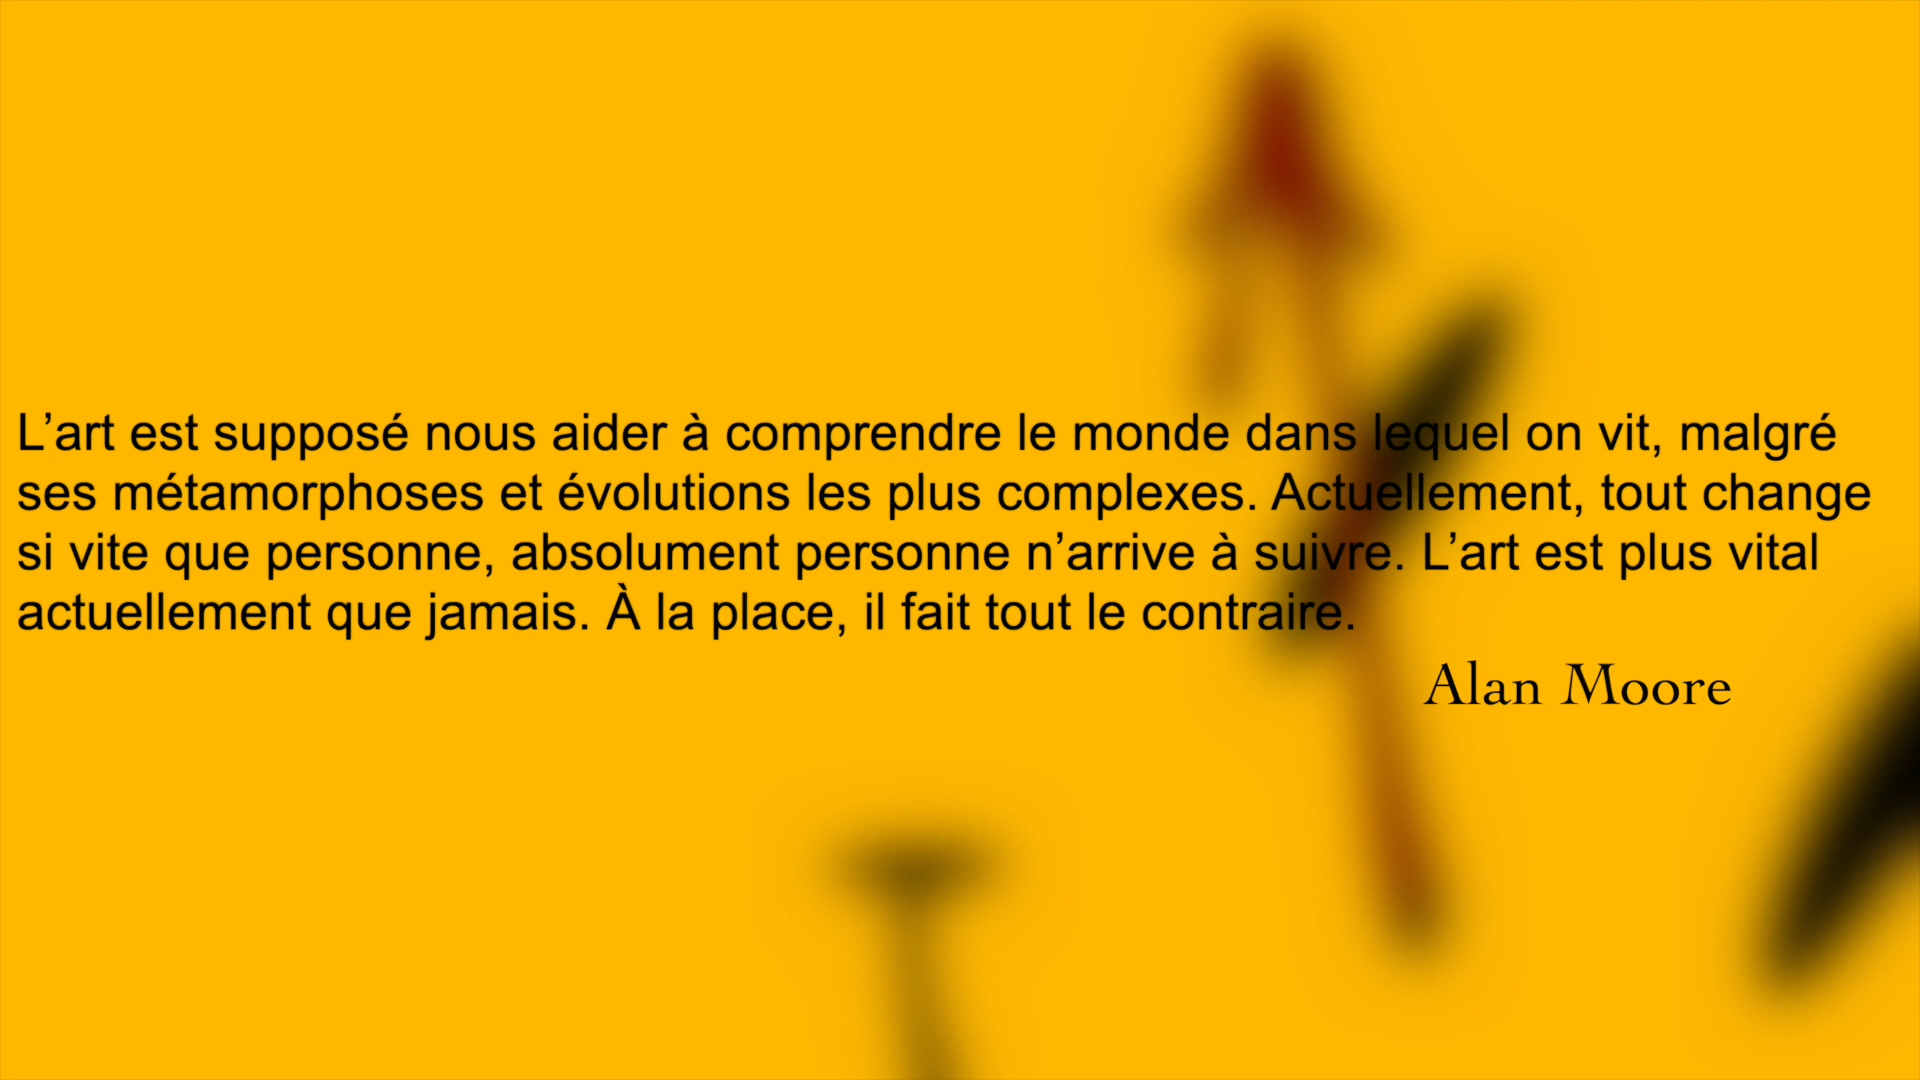 L’art est supposé nous aider à comprendre le monde dans lequel on vit, malgré
ses métamorphoses et évolutions les plus complexes. Actuellement, tout change
si vite que personne, absolument personne n’arrive à suivre. L’art est plus vital
actuellement que jamais. À la place, il fait tout le contraire.
Alan Moore